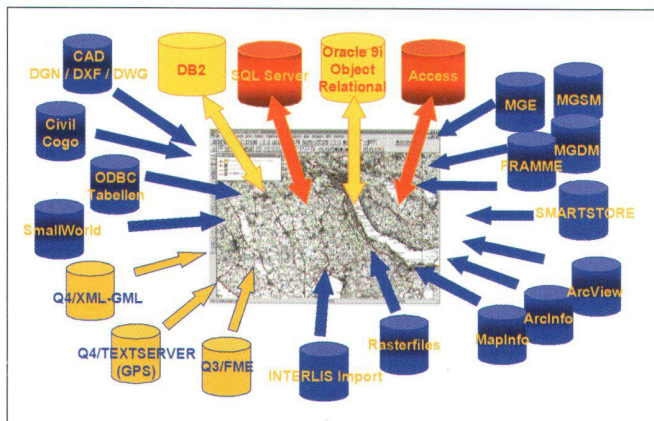 CAD
DGN / DXF / DWG
DB2
SQL Server
Oracle 9i
Object
Relational
Access
MGE
MGSM
Civil
Cogo
MGDM
FRAMME
ODBC
Tabellen
SmallWorld
SMARTSTORE
Q4/XML-GML
ArcView
ArcInfo
MapInfo
Rasterfiles
Q4/TEXTSERVER
(GPS)
Q3/FME
INTERLIS Import